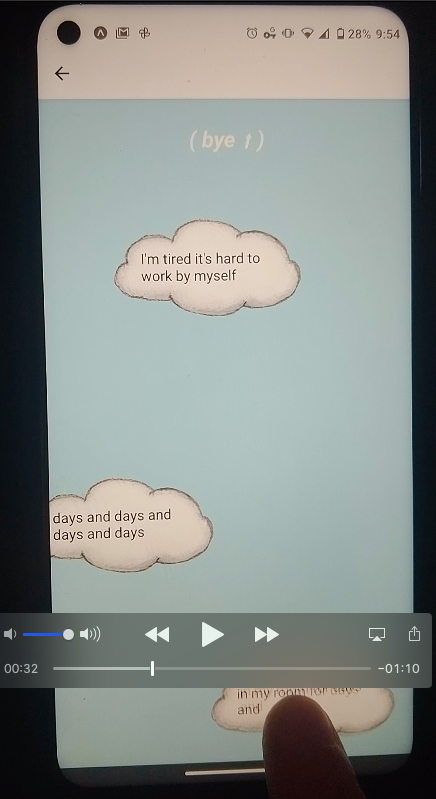 28% 9:54
( bye ↑ )
I'm tired it's hard to
work by myself
days and days and
days and days
00:32
-01:10
in my room for days
and